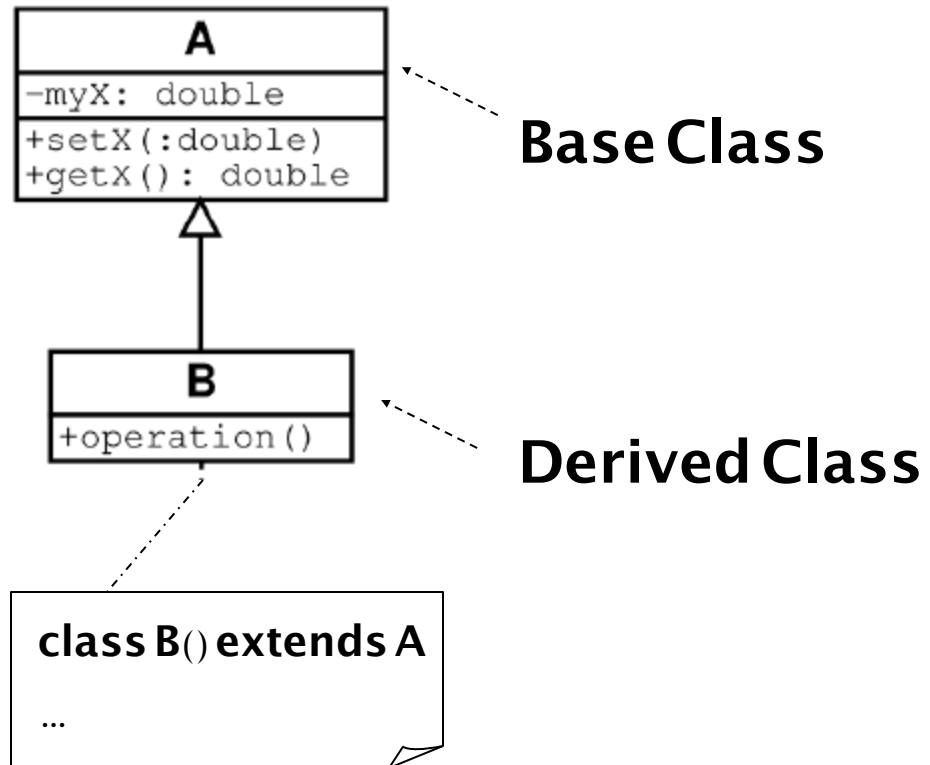 A
-myX: double
+setX(:double)
+getX(): double
Base Class
B
+operation()
Derived Class
class B() extends A
...